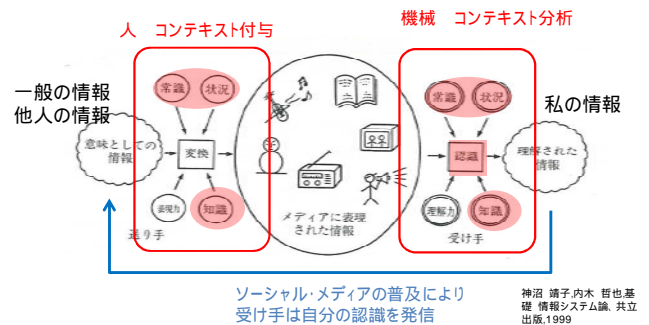 人　コンテキスト付与
機械　コンテキスト分析
一般の情報
他人の情報
私の情報
常識
状況
意味としての
情報
変換
表現力
知識
送り手
メディアに表現
された情報
常識
状況
認識
理解力
知識
受け手
理解された
情報
ソーシャル・メディアの普及により
受け手は自分の認識を発信
神沼 靖子,内木 哲也,基
礎 情報システム論、共立
出版,1999